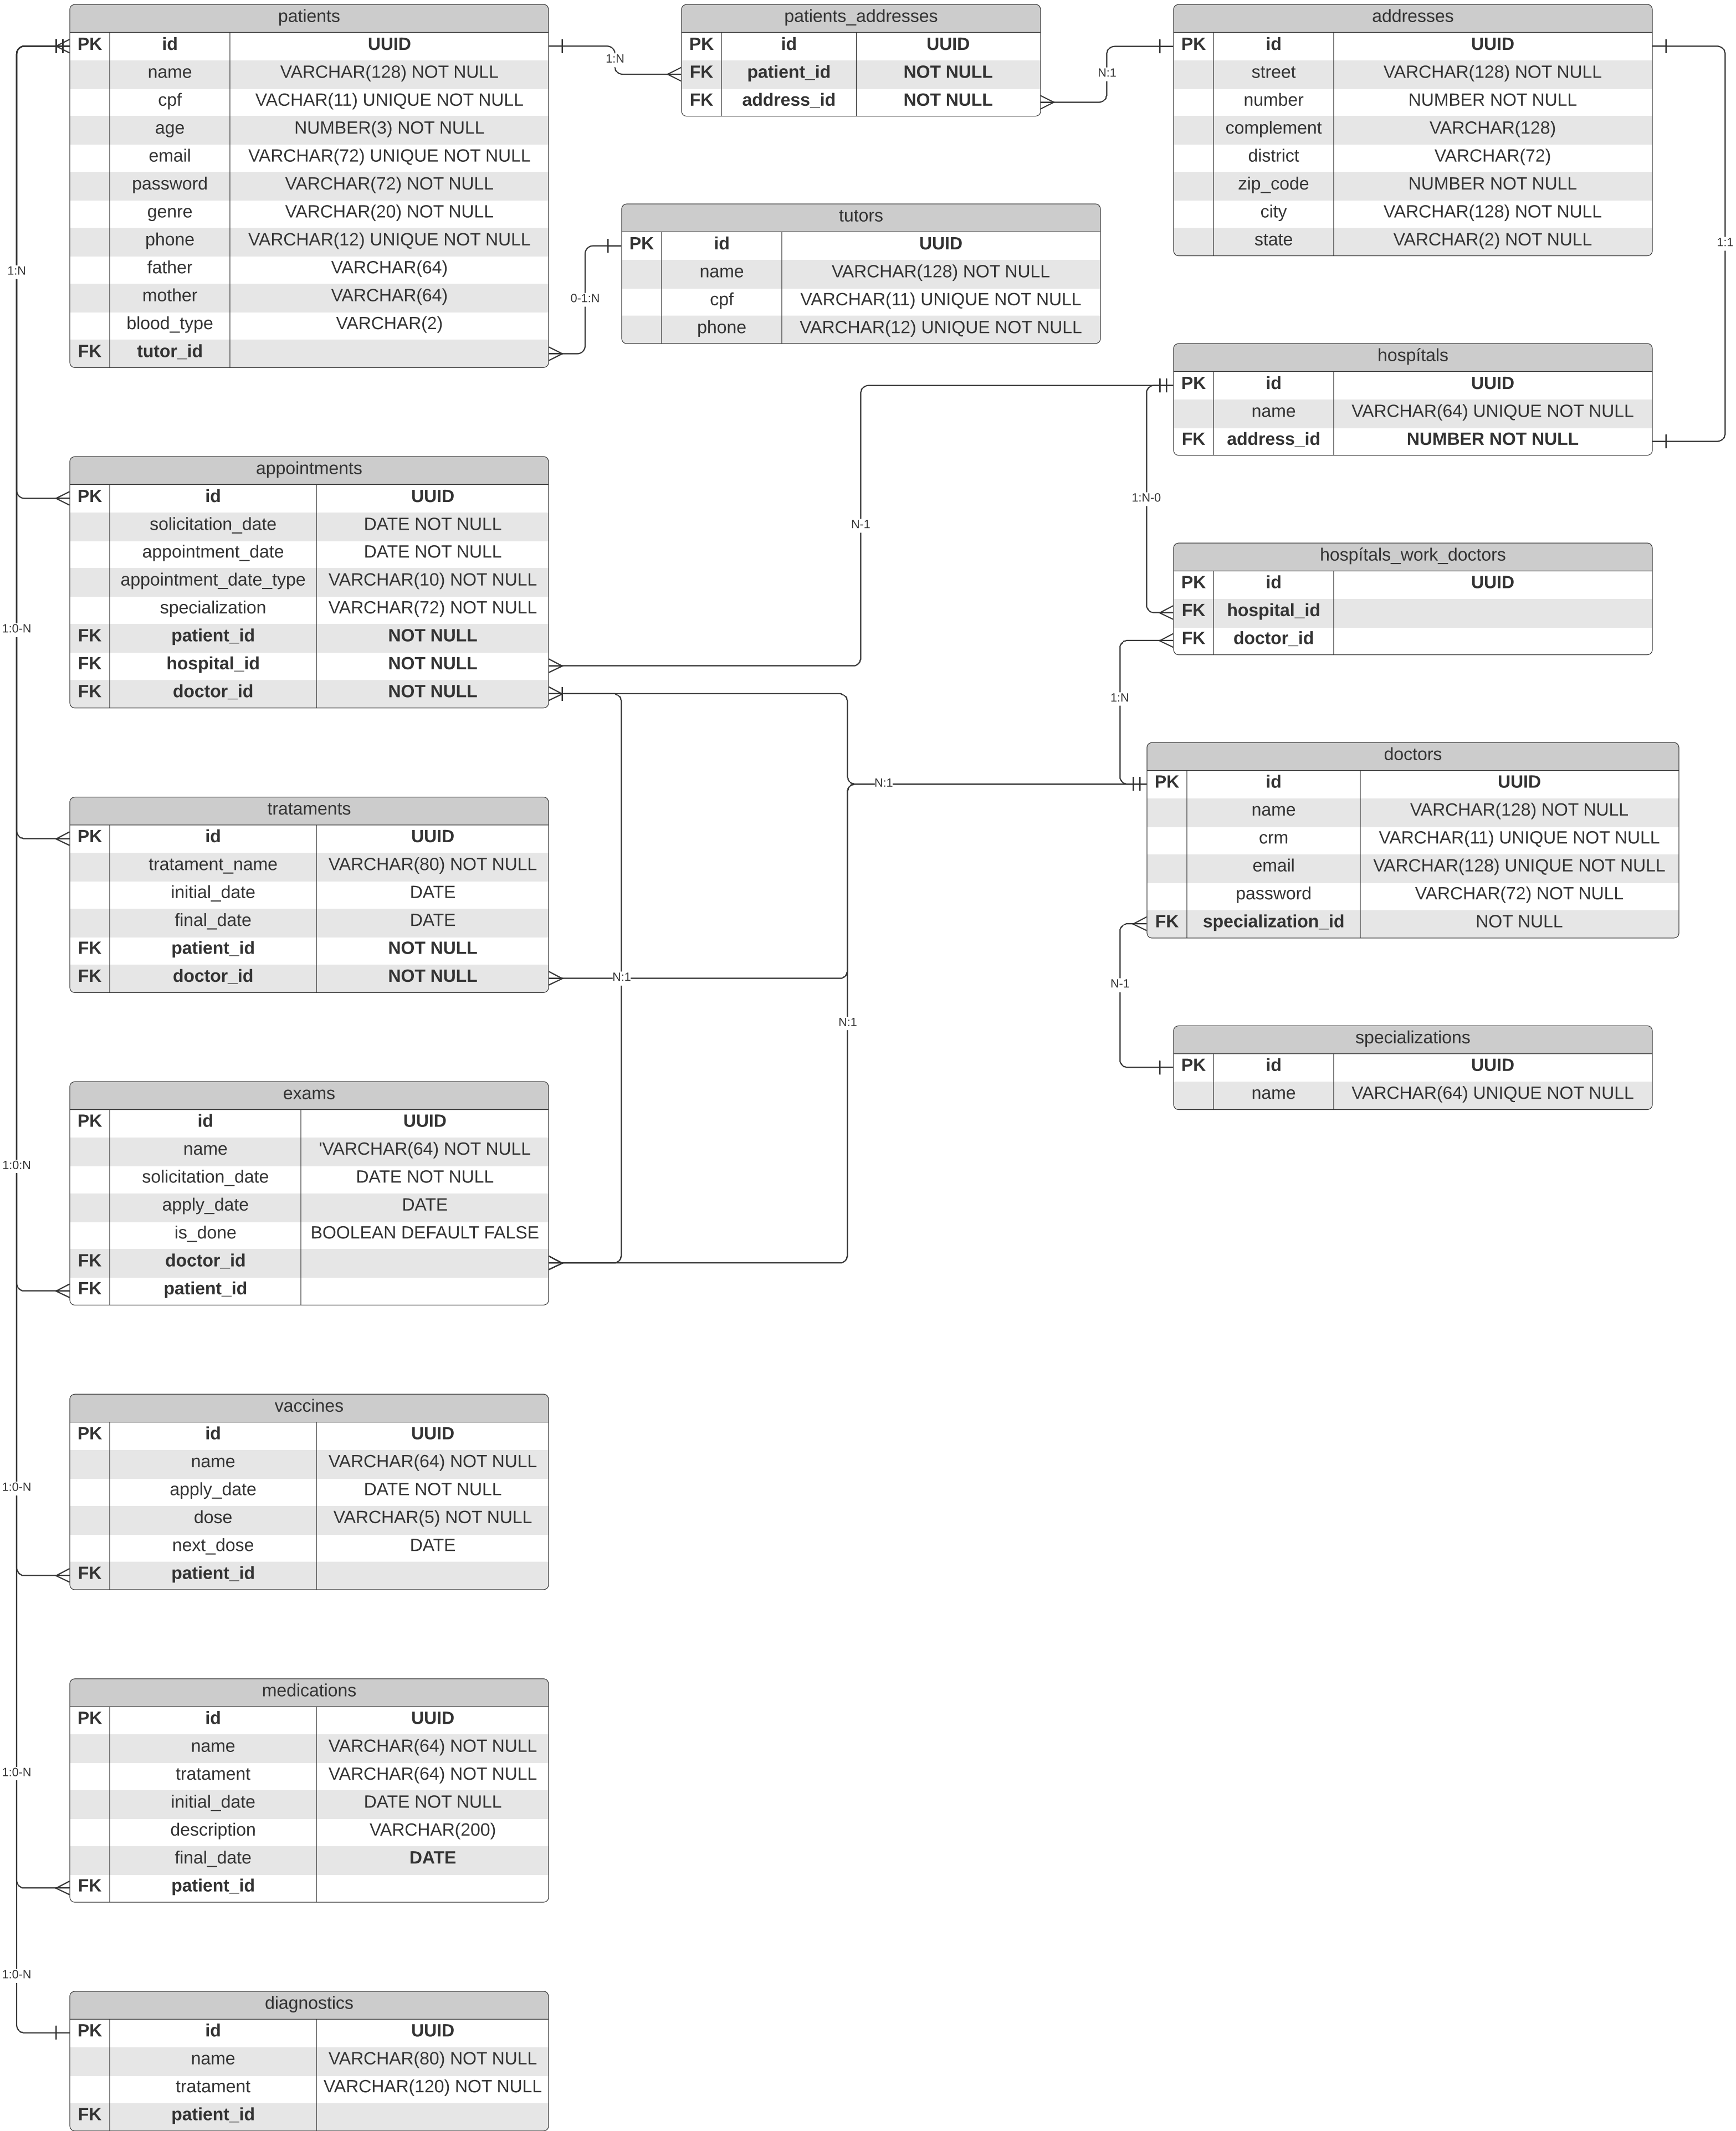 patients
PK id UUID
name VARCHAR(128) NOT NULL
cpf VACHAR(11) UNIQUE NOT NULL
age NUMBER(3) NOT NULL
email VARCHAR(72) UNIQUE NOT NULL
password VARCHAR(72) NOT NULL
genre VARCHAR(20) NOT NULL
phone VARCHAR(12) UNIQUE NOT NULL
father VARCHAR(64)
mother VARCHAR(64)
blood_type VARCHAR(2)
FK tutor_id
1:N
patients_addresses
PK id UUID
FK patient_id NOT NULL
FK address_id NOT NULL
N:1
addresses
PK id UUID
street VARCHAR(128) NOT NULL
number NUMBER NOT NULL
complement VARCHAR(128)
district VARCHAR(72)
zip_code NUMBER NOT NULL
city VARCHAR(128) NOT NULL
state VARCHAR(2) NOT NULL
1:1
0-1:N
tutors
PK id UUID
name VARCHAR(128) NOT NULL
cpf VARCHAR(11) UNIQUE NOT NULL
phone VARCHAR(12) UNIQUE NOT NULL
hospítals
PK id UUID
name VARCHAR(64) UNIQUE NOT NULL
FK address_id NUMBER NOT NULL
1:N
appointments
PK id UUID
solicitation_date DATE NOT NULL
appointment_date DATE NOT NULL
appointment_date_type VARCHAR(10) NOT NULL
specialization VARCHAR(72) NOT NULL
FK patient_id NOT NULL
FK hospital_id NOT NULL
FK doctor_id NOT NULL
N-1
1:N-0
hospítals_work_doctors
PK id UUID
FK hospital_id
FK doctor_id
1:N
N:1
doctors
PK id UUID
name VARCHAR(128) NOT NULL
crm VARCHAR(11) UNIQUE NOT NULL
email VARCHAR(128) UNIQUE NOT NULL
password VARCHAR(72) NOT NULL
FK specialization_id NOT NULL
N-1
specializations
PK id UUID
name VARCHAR(64) UNIQUE NOT NULL
1:0-N
trataments
PK id UUID
tratament_name VARCHAR(80) NOT NULL
initial_date DATE
final_date DATE
FK patient_id NOT NULL
FK doctor_id NOT NULL
N:1
N:1
1:0:N
exams
PK id UUID
name 'VARCHAR(64) NOT NULL
solicitation_date DATE NOT NULL
apply_date DATE
is_done BOOLEAN DEFAULT FALSE
FK doctor_id
FK patient_id
1:0-N
vaccines
PK id UUID
name VARCHAR(64) NOT NULL
apply_date DATE NOT NULL
dose VARCHAR(5) NOT NULL
next_dose DATE
FK patient_id
1:0-N
medications
PK id UUID
name VARCHAR(64) NOT NULL
tratament VARCHAR(64) NOT NULL
initial_date DATE NOT NULL
description VARCHAR(200)
final_date DATE
FK patient_id
1:0-N
diagnostics
PK id UUID
name VARCHAR(80) NOT NULL
tratament VARCHAR(120) NOT NULL
FK patient_id